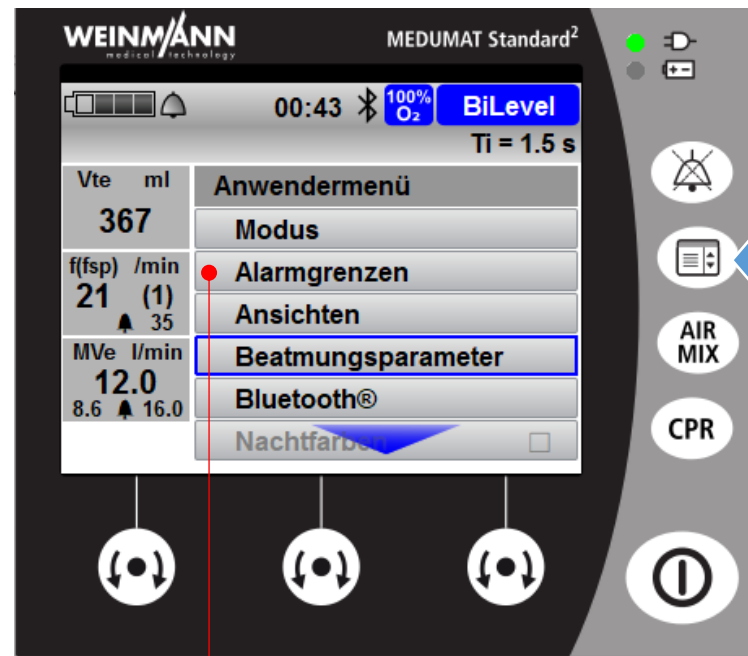 WEINMANN
medical technology
MEDUMAT Standard²
00:43
100%
O₂
BiLevel
Ti = 1.5 s
Vte ml
367
f(fsp) /min
21 (1)
35
MVe l/min
12.0
8.6 16.0
Anwendermenü
Modus
Alarmgrenzen
Ansichten
Beatmungsparameter
Bluetooth®
Nachtfarben
AIR
MIX
CPR